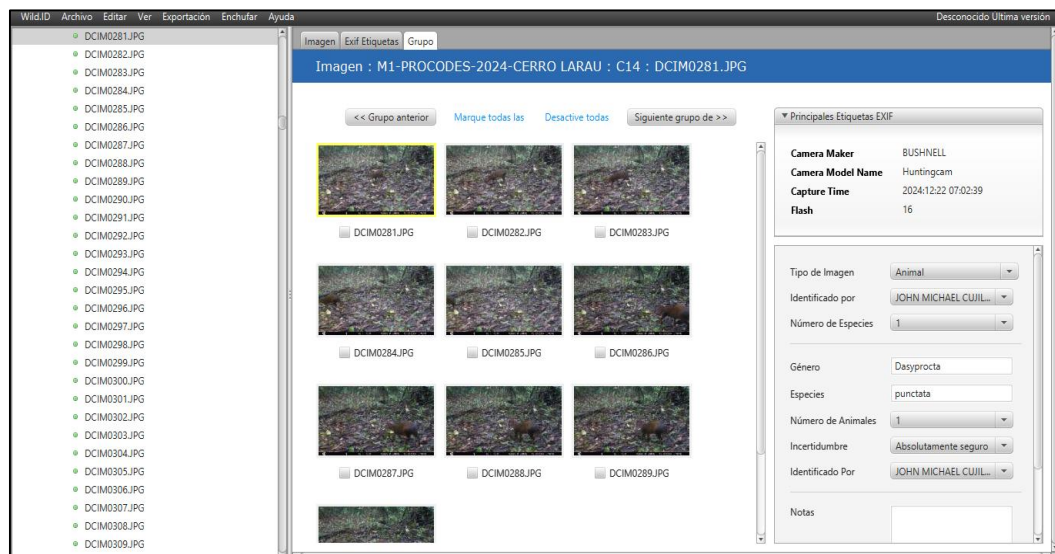 Wild.ID Archivo Editar Ver Exportación Enchufar Ayuda Desconocido Última versión
DCIM0281.JPG
DCIM0282.JPG
DCIM0283.JPG
DCIM0284.JPG
DCIM0285.JPG
DCIM0286.JPG
DCIM0287.JPG
DCIM0288.JPG
DCIM0289.JPG
DCIM0290.JPG
DCIM0291.JPG
DCIM0292.JPG
DCIM0293.JPG
DCIM0294.JPG
DCIM0295.JPG
DCIM0296.JPG
DCIM0297.JPG
DCIM0298.JPG
DCIM0299.JPG
DCIM0300.JPG
DCIM0301.JPG
DCIM0302.JPG
DCIM0303.JPG
DCIM0304.JPG
DCIM0305.JPG
DCIM0306.JPG
DCIM0307.JPG
DCIM0308.JPG
DCIM0309.JPG
Imagen Exif Etiquetas Grupo
Imagen : M1-PROCODES-2024-CERRO LARAU : C14 : DCIM0281.JPG
<< Grupo anterior Marque todas las Desactive todas Siguiente grupo de >>
DCIM0281.JPG DCIM0282.JPG DCIM0283.JPG
DCIM0284.JPG DCIM0285.JPG DCIM0286.JPG
DCIM0287.JPG DCIM0288.JPG DCIM0289.JPG
Principales Etiquetas EXIF
Camera Maker BUSHNELL
Camera Model Name Huntingcam
Capture Time 2024:12:22 07:02:39
Flash 16
Tipo de Imagen Animal
Identificado por JOHN MICHAEL CUJIL...
Número de Especies 1
Género Dasyprocta
Especies punctata
Número de Animales 1
Incertidumbre Absolutamente seguro
Identificado Por JOHN MICHAEL CUJIL...
Notas